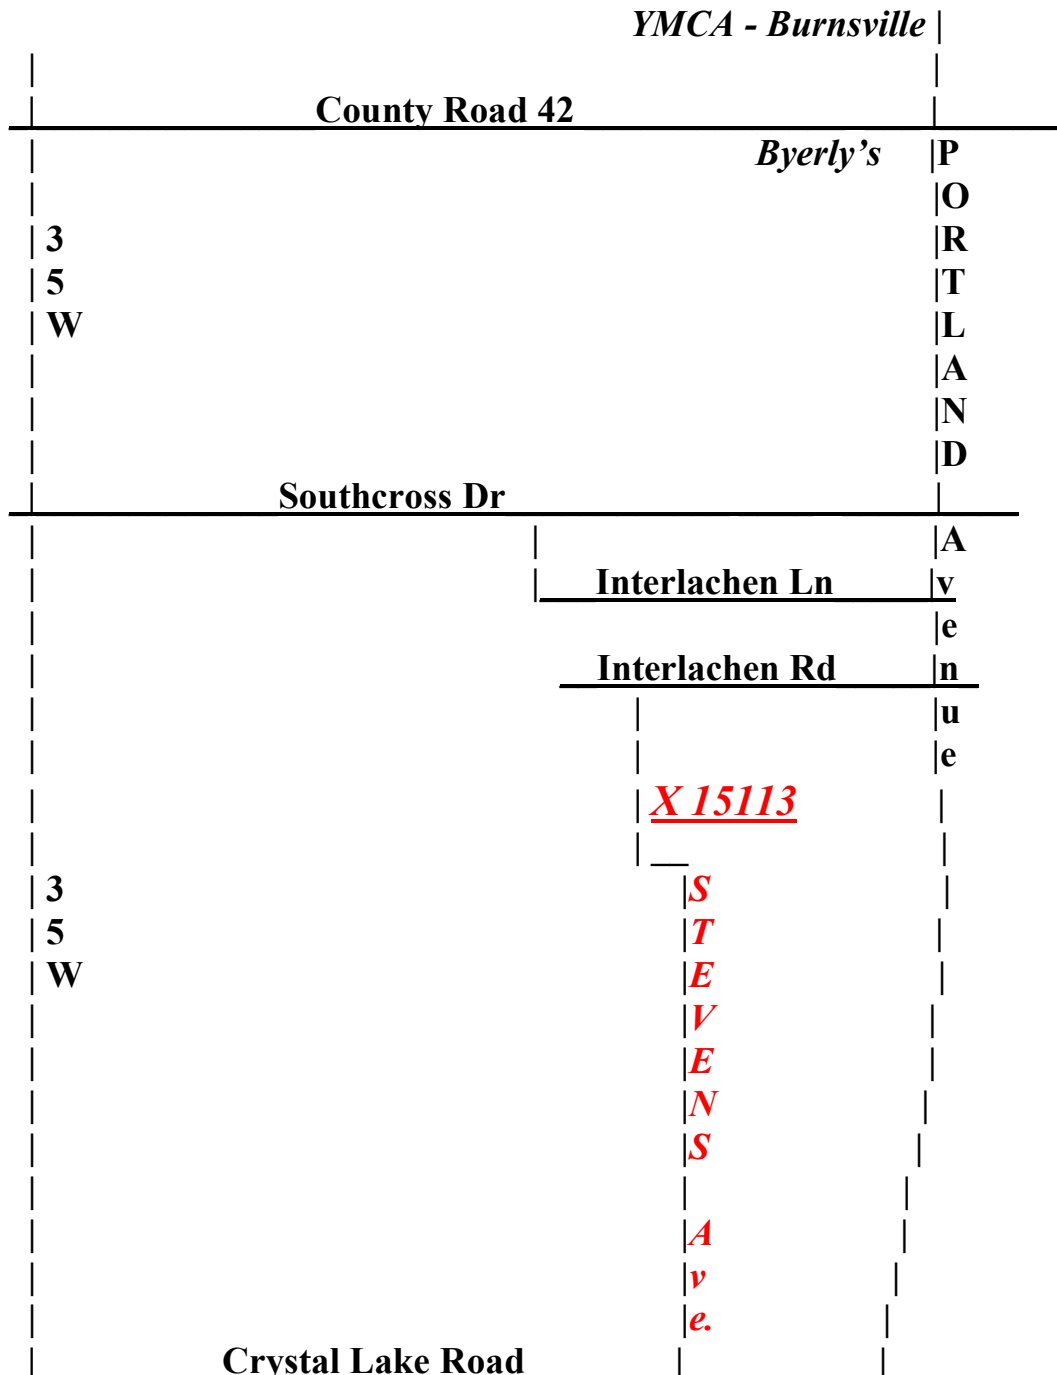 YMCA - Burnsville |
| |
| County Road 42 |
| Byerly’s |P
| |O
| 3 |R
| 5 |T
| W |L
| |A
| |N
| |D
| Southcross Dr |
| | |A
| | Interlachen Ln |v
| |e
| Interlachen Rd |n
| | |u
| | |e
| | X 15113 |
| | __ |
| 3 |S |
| 5 |T |
| W |E |
| |V |
| |E |
| |N |
| |S |
| | |
| |A |
| |v |
| |e. |
| Crystal Lake Road | |